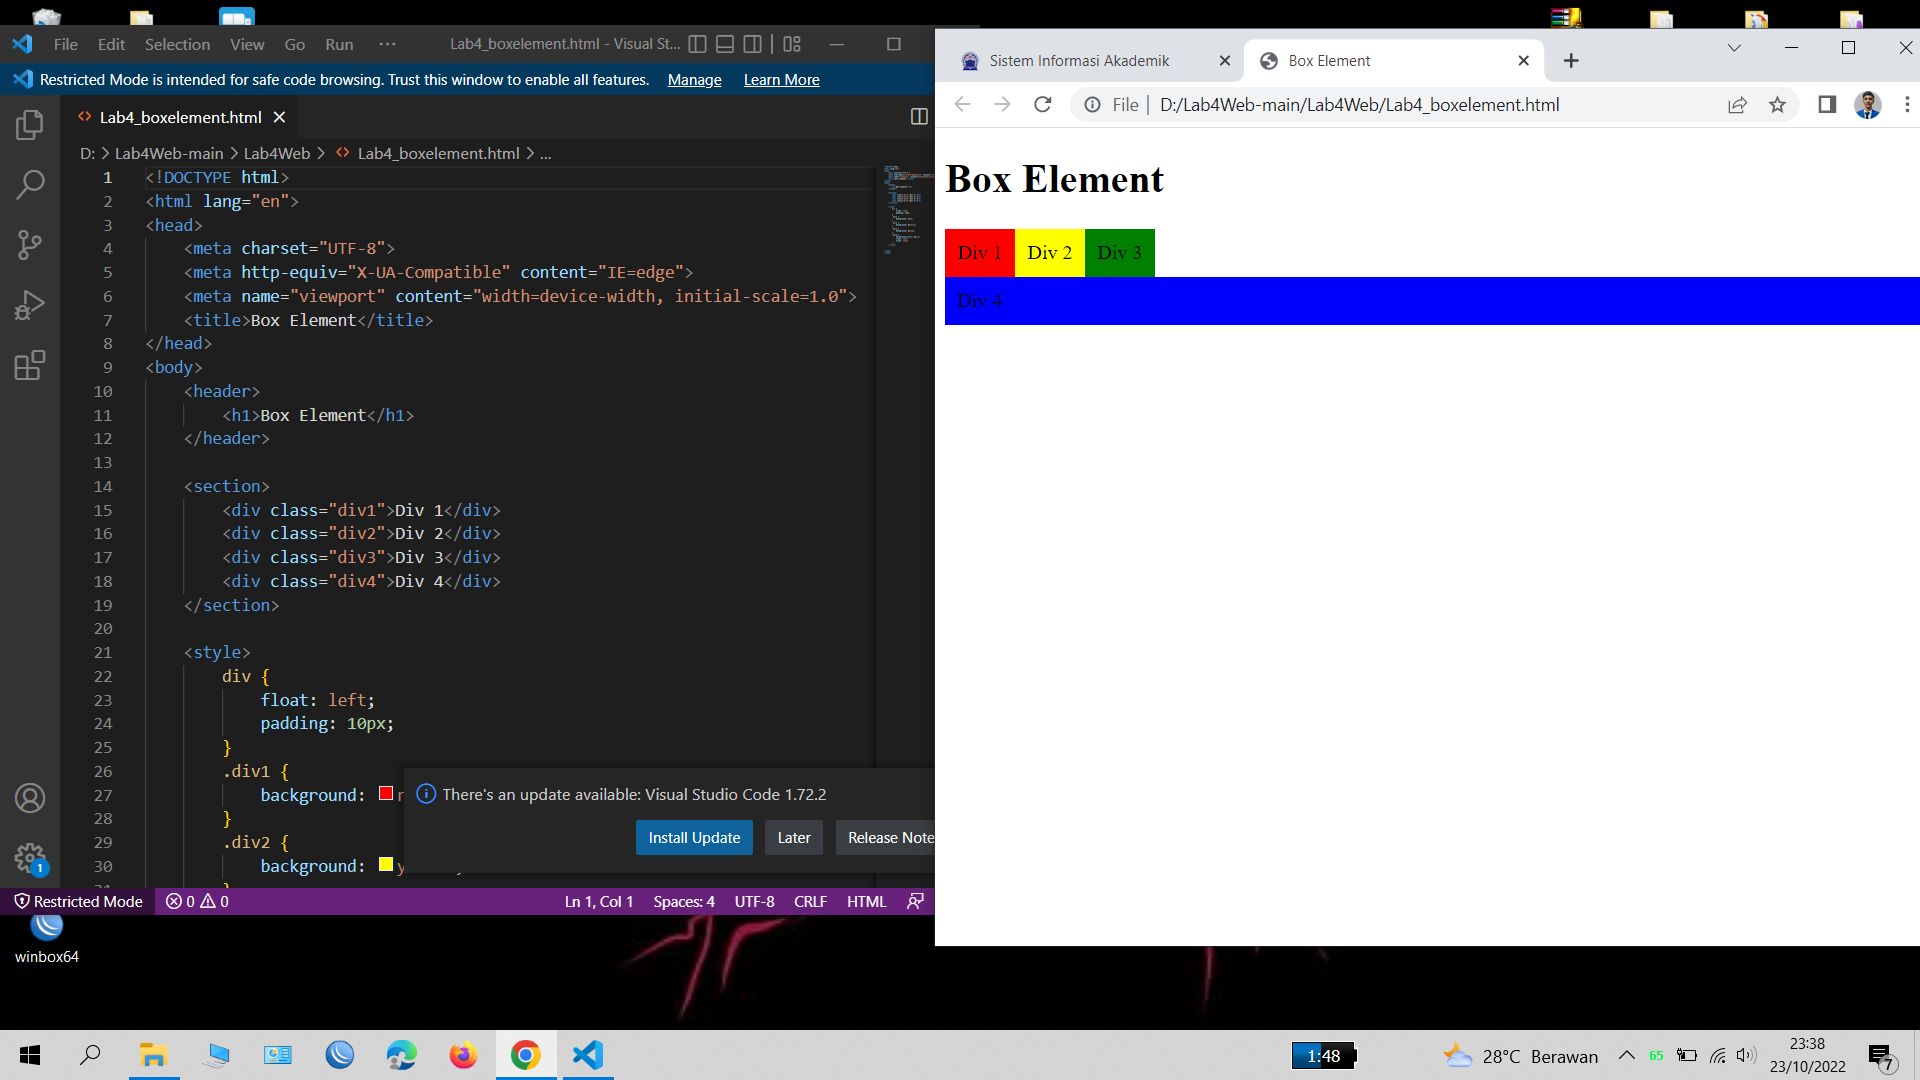 File Edit Selection View Go Run ··· Lab4_boxelement.html - Visual St...
Restricted Mode is intended for safe code browsing. Trust this window to enable all features. Manage Learn More
Lab4_boxelement.html
D: > Lab4Web-main > Lab4Web > Lab4_boxelement.html > ...
1 <!DOCTYPE html>
2 <html lang="en">
3 <head>
4 <meta charset="UTF-8">
5 <meta http-equiv="X-UA-Compatible" content="IE=edge">
6 <meta name="viewport" content="width=device-width, initial-scale=1.0">
7 <title>Box Element</title>
8 </head>
9 <body>
10 <header>
11 <h1>Box Element</h1>
12 </header>
13
14 <section>
15 <div class="div1">Div 1</div>
16 <div class="div2">Div 2</div>
17 <div class="div3">Div 3</div>
18 <div class="div4">Div 4</div>
19 </section>
20
21 <style>
22 div {
23 float: left;
24 padding: 10px;
25 }
26 .div1 {
27 background: r
28 }
29 .div2 {
30 background: y
There's an update available: Visual Studio Code 1.72.2
Install Update Later Release Note
1
Restricted Mode 0 0 Ln 1, Col 1 Spaces: 4 UTF-8 CRLF HTML
winbox64
Sistem Informasi Akademik Box Element
File | D:/Lab4Web-main/Lab4Web/Lab4_boxelement.html
Box Element
Div 1 Div 2 Div 3
Div 4
1:48 28°C Berawan 65 23:38
23/10/2022 7